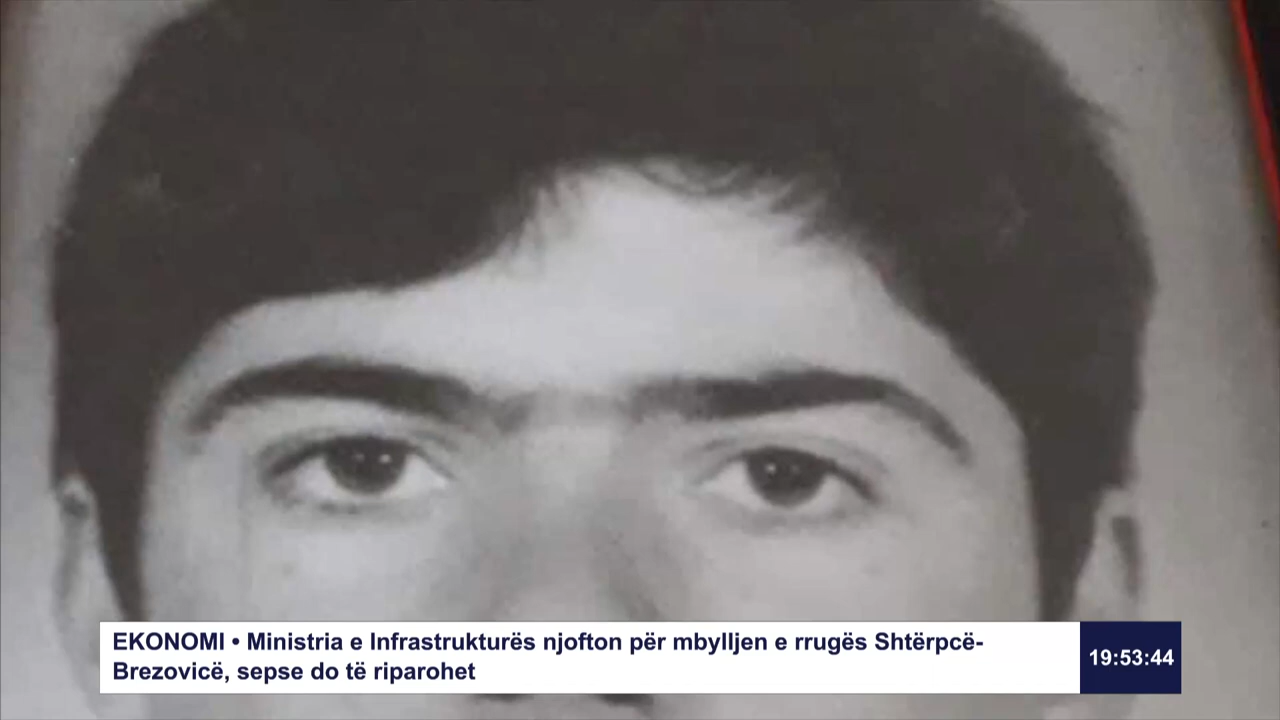 EKONOMI • Ministria e Infrastrukturës njofton për mbylljen e rrugës Shtërpcë-
Brezovicë, sepse do të riparohet
19:53:44